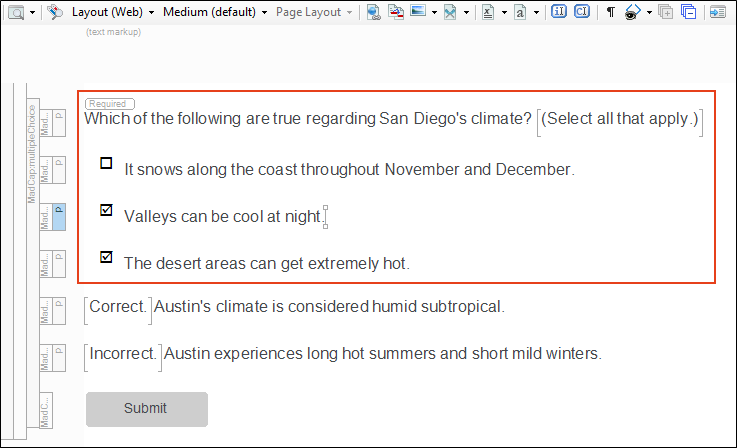 Layout (Web) Medium (default) Page Layout
(text markup)
MadCap:multipleChoice
Required
Mad... p
Which of the following are true regarding San Diego's climate? (Select all that apply.)
Mad... p
It snows along the coast throughout November and December.
Mad... p
Valleys can be cool at night.
Mad... p
The desert areas can get extremely hot.
Mad... p
Correct. Austin's climate is considered humid subtropical.
Mad... p
Incorrect. Austin experiences long hot summers and short mild winters.
MadC...
Submit